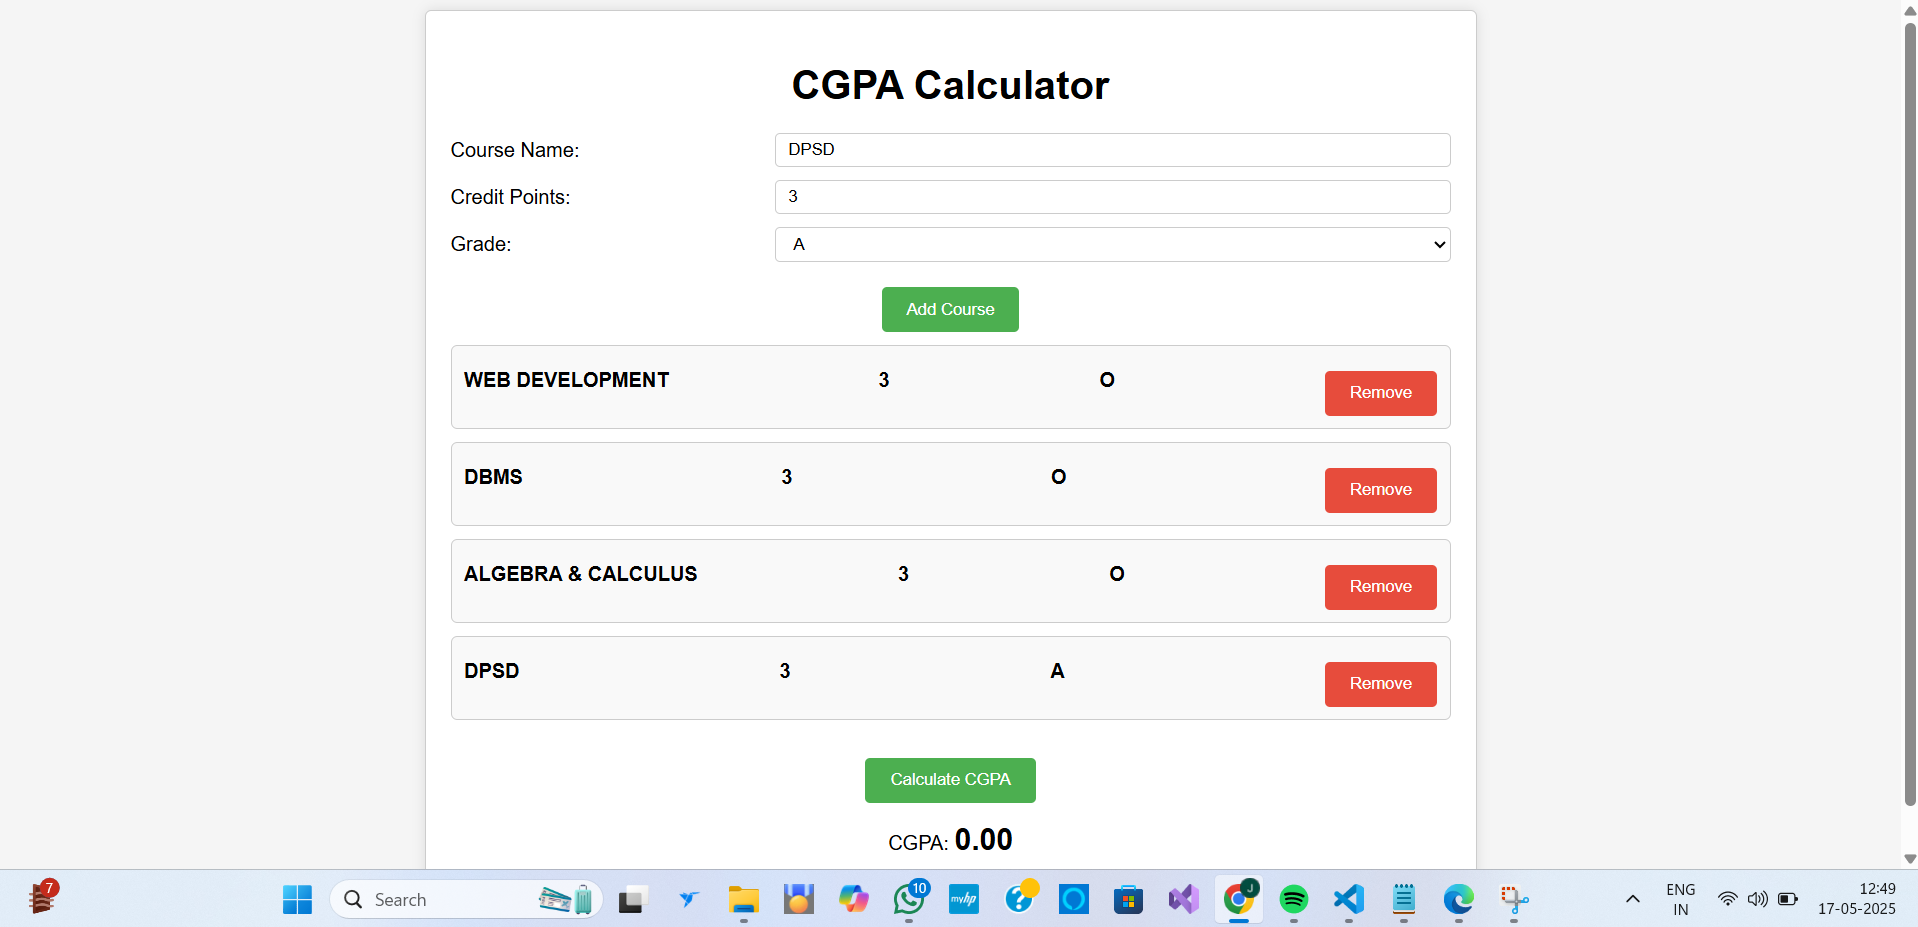 CGPA Calculator
Course Name: DPSD
Credit Points: 3
Grade: A
Add Course
WEB DEVELOPMENT 3 O Remove
DBMS 3 O Remove
ALGEBRA & CALCULUS 3 O Remove
DPSD 3 A Remove
Calculate CGPA
CGPA: 0.00
7
Search
10
myhp
?
J
ENG
IN
12:49
17-05-2025